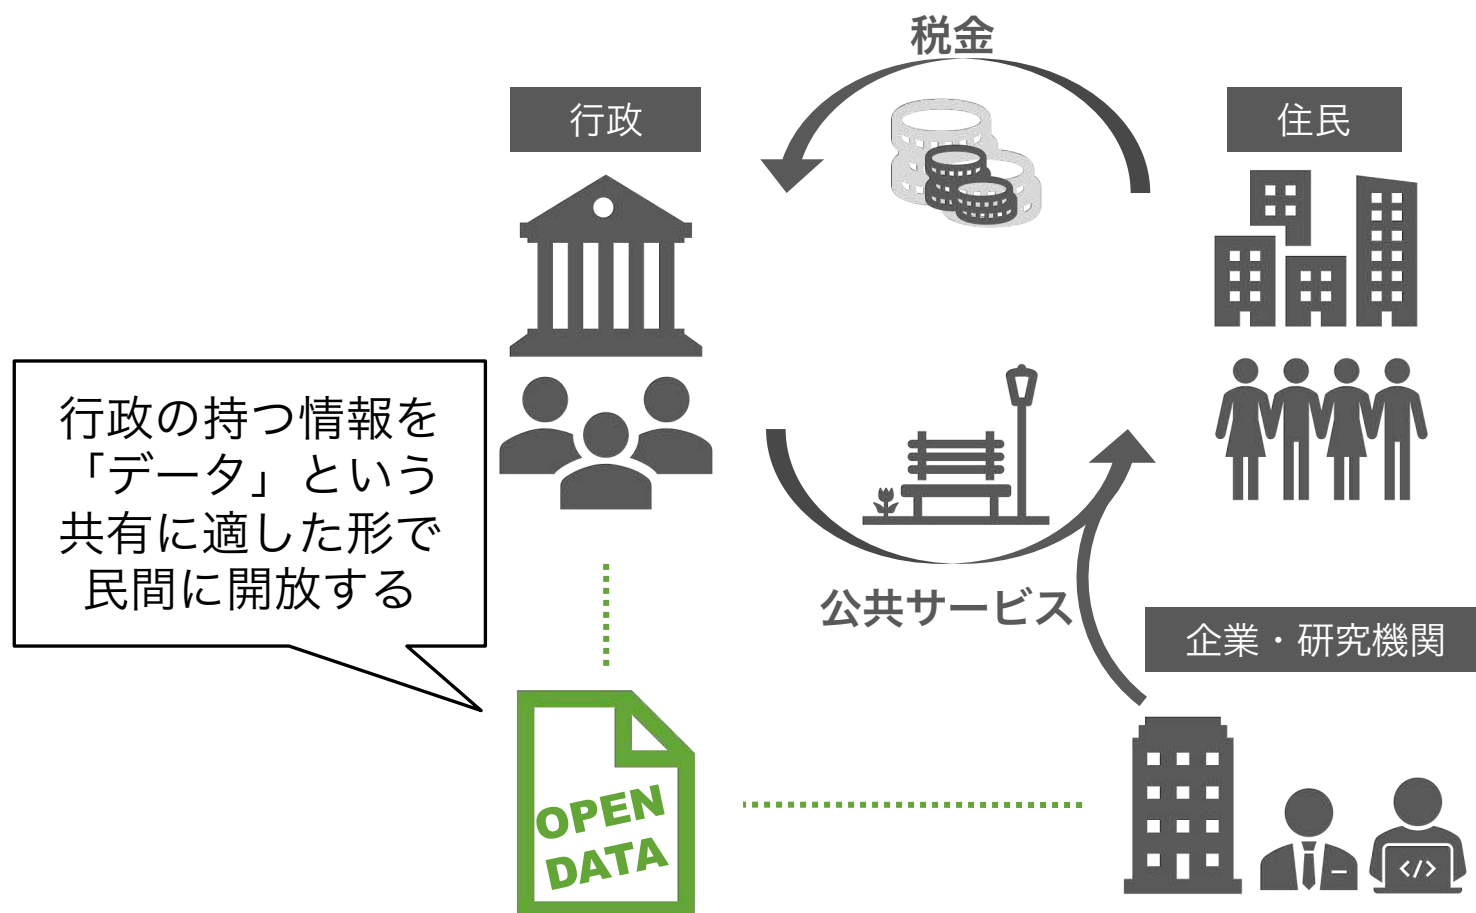 税金
行政
住民
行政の持つ情報を
「データ」という
共有に適した形で
民間に開放する
公共サービス
企業・研究機関
OPEN
DATA
</>